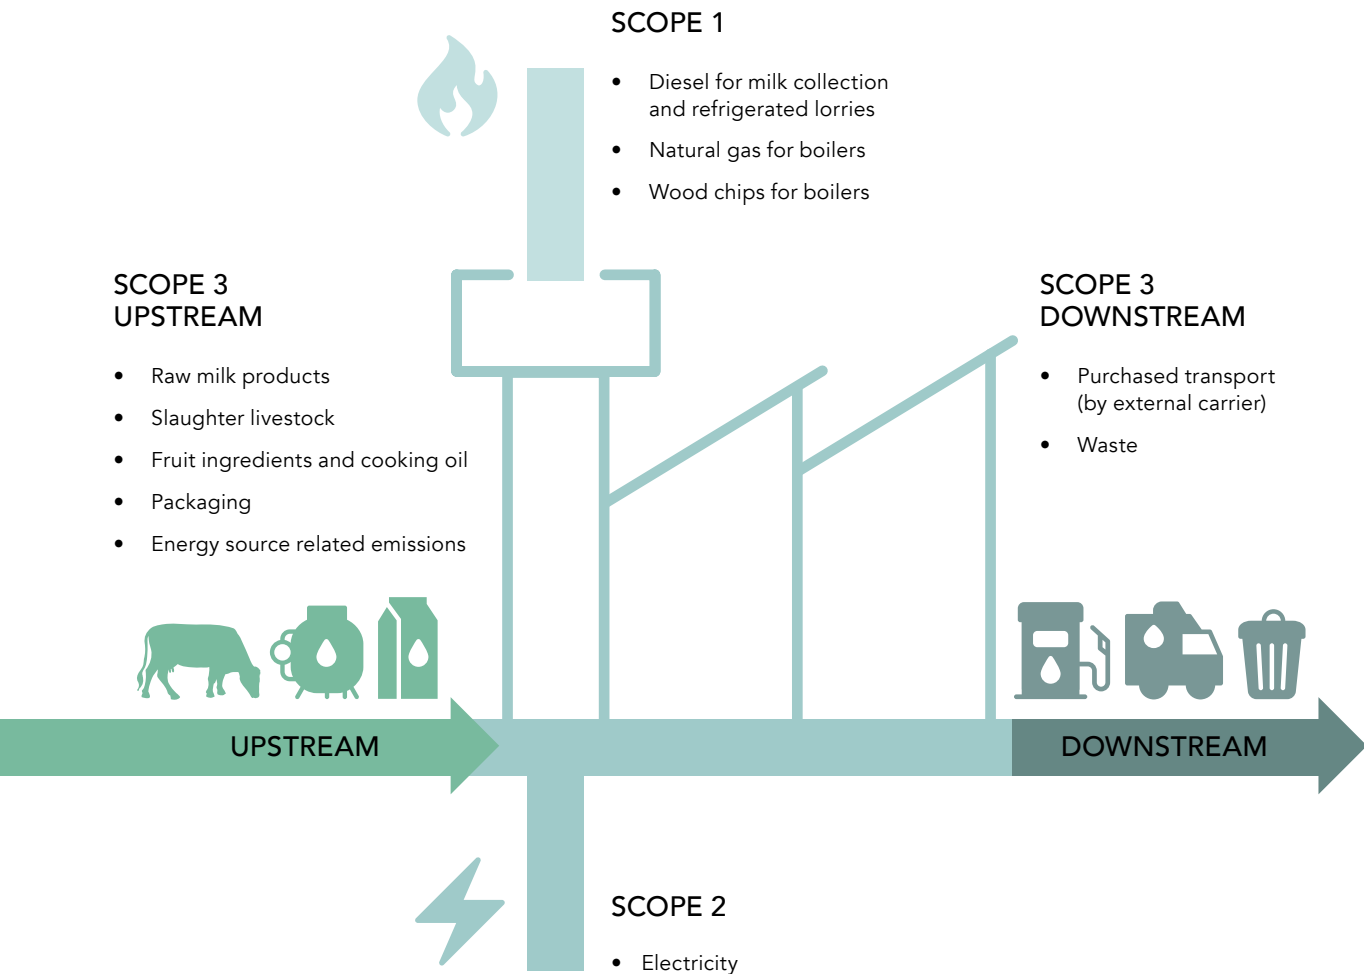 SCOPE 1
• Diesel for milk collection
and refrigerated lorries
• Natural gas for boilers
• Wood chips for boilers
SCOPE 3
UPSTREAM
• Raw milk products
• Slaughter livestock
• Fruit ingredients and cooking oil
• Packaging
• Energy source related emissions
SCOPE 3
DOWNSTREAM
• Purchased transport
(by external carrier)
• Waste
UPSTREAM
DOWNSTREAM
SCOPE 2
• Electricity